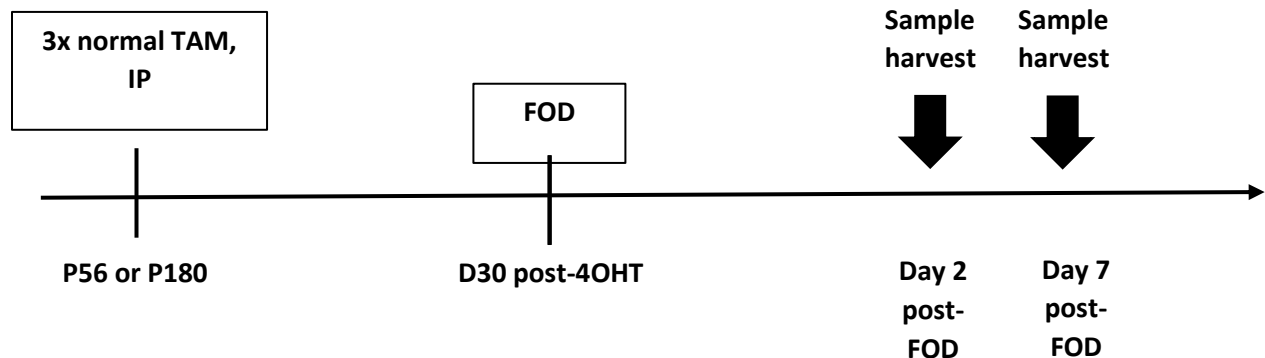 3x normal TAM,
IP
FOD
Sample
harvest
Sample
harvest
P56 or P180
D30 post-4OHT
Day 2
post-
FOD
Day 7
post-
FOD